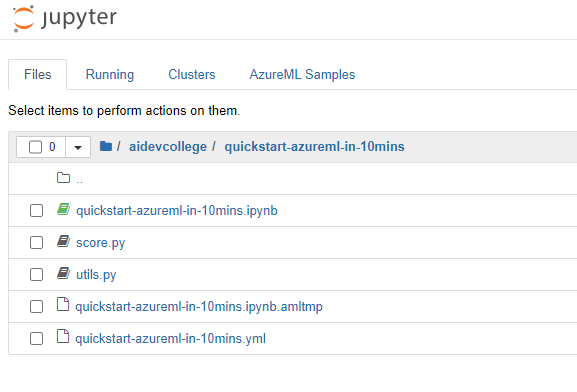 jupyter
Files Running Clusters AzureML Samples
Select items to perform actions on them.
0 / aidevcollege / quickstart-azureml-in-10mins
..
quickstart-azureml-in-10mins.ipynb
score.py
utils.py
quickstart-azureml-in-10mins.ipynb.amltmp
quickstart-azureml-in-10mins.yml